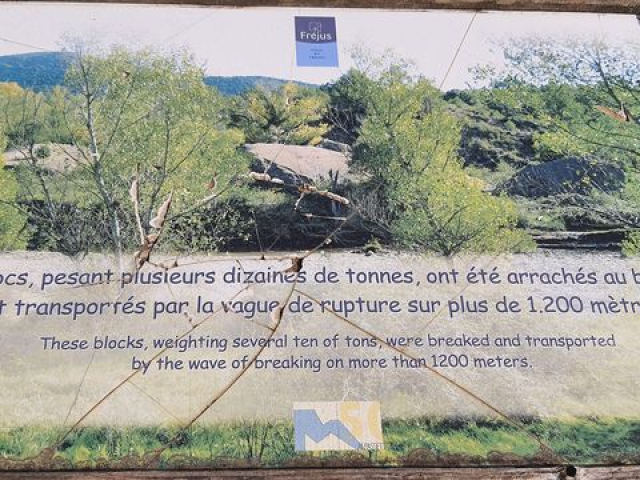 Fréjus
ocs, pesant plusieurs dizaines de tonnes, ont été arrachés au b
t transportés par la vague de rupture sur plus de 1.200 mètr
These blocks, weighting several ten of tons, were breaked and transported
by the wave of breaking on more than 1200 meters.